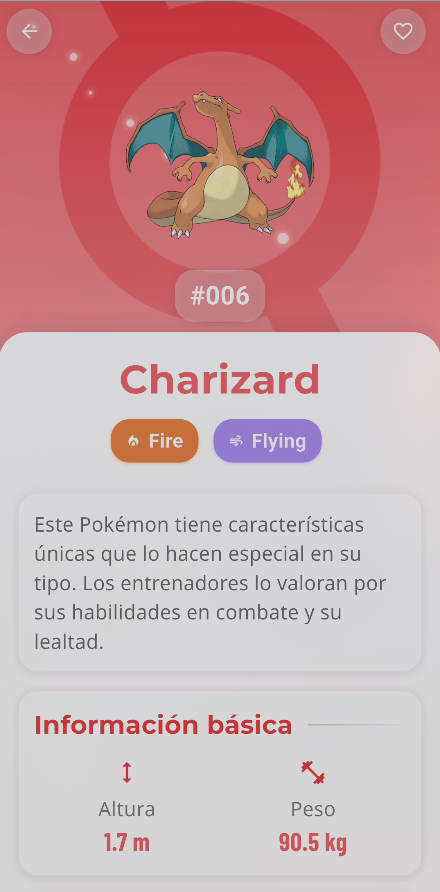 #006
Charizard
Fire
Flying
Este Pokémon tiene características
únicas que lo hacen especial en su
tipo. Los entrenadores lo valoran por
sus habilidades en combate y su
lealtad.
Información básica
Altura
Peso
1.7 m
90.5 kg